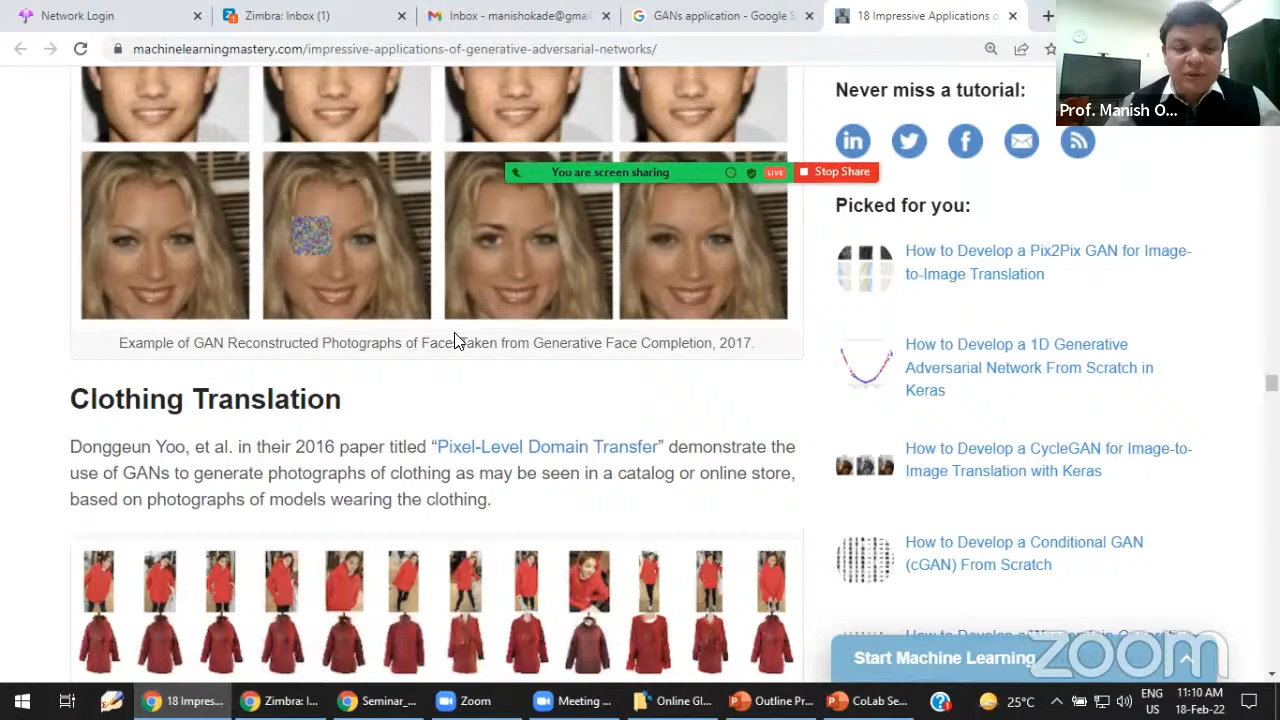 Network Login
Zimbra: Inbox (1)
Inbox - manishokade@gmai
GANs application - Google S
18 Impressive Applications o
machinelearningmastery.com/impressive-applications-of-generative-adversarial-networks/
Prof. Manish O...
You are screen sharing
LIVE
Stop Share
Example of GAN Reconstructed Photographs of Face Taken from Generative Face Completion, 2017.
Clothing Translation
Donggeun Yoo, et al. in their 2016 paper titled “Pixel-Level Domain Transfer” demonstrate the
use of GANs to generate photographs of clothing as may be seen in a catalog or online store,
based on photographs of models wearing the clothing.
Never miss a tutorial:
Picked for you:
How to Develop a Pix2Pix GAN for Image-
to-Image Translation
How to Develop a 1D Generative
Adversarial Network From Scratch in
Keras
How to Develop a CycleGAN for Image-to-
Image Translation with Keras
How to Develop a Conditional GAN
(cGAN) From Scratch
Start Machine Learning
zoom
18 Impres...
Zimbra: I...
Seminar_...
Zoom
Meeting ...
Online Gl...
Outline Pr...
CoLab Se...
25°C
ENG
US
11:10 AM
18-Feb-22